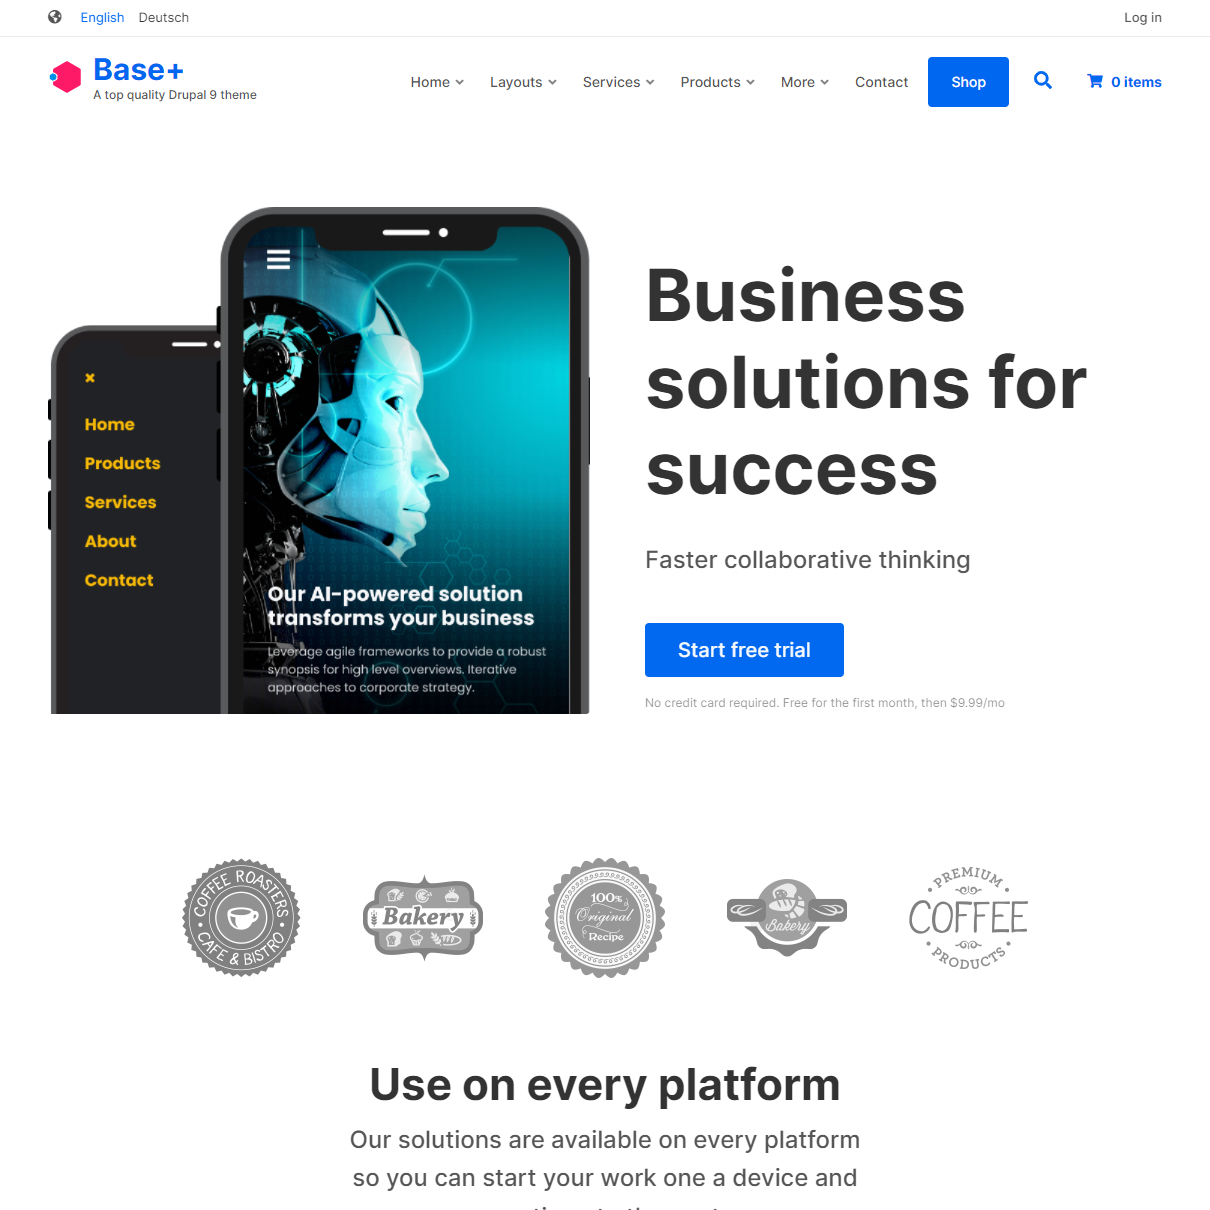 English Deutsch Log in
Base+
A top quality Drupal 9 theme
Home Layouts Services Products More Contact Shop 0 items
Home
Products
Services
About
Contact
Our AI-powered solution
transforms your business
Leverage agile frameworks to provide a robust
synopsis for high level overviews. Iterative
approaches to corporate strategy.
Business
solutions for
success
Faster collaborative thinking
Start free trial
No credit card required. Free for the first month, then $9.99/mo
COFFEE ROASTERS
CAFE & BISTRO
Bakery
100%
Original
Recipe
Bakery
PREMIUM
COFFEE
PRODUCTS
Use on every platform
Our solutions are available on every platform
so you can start your work one a device and